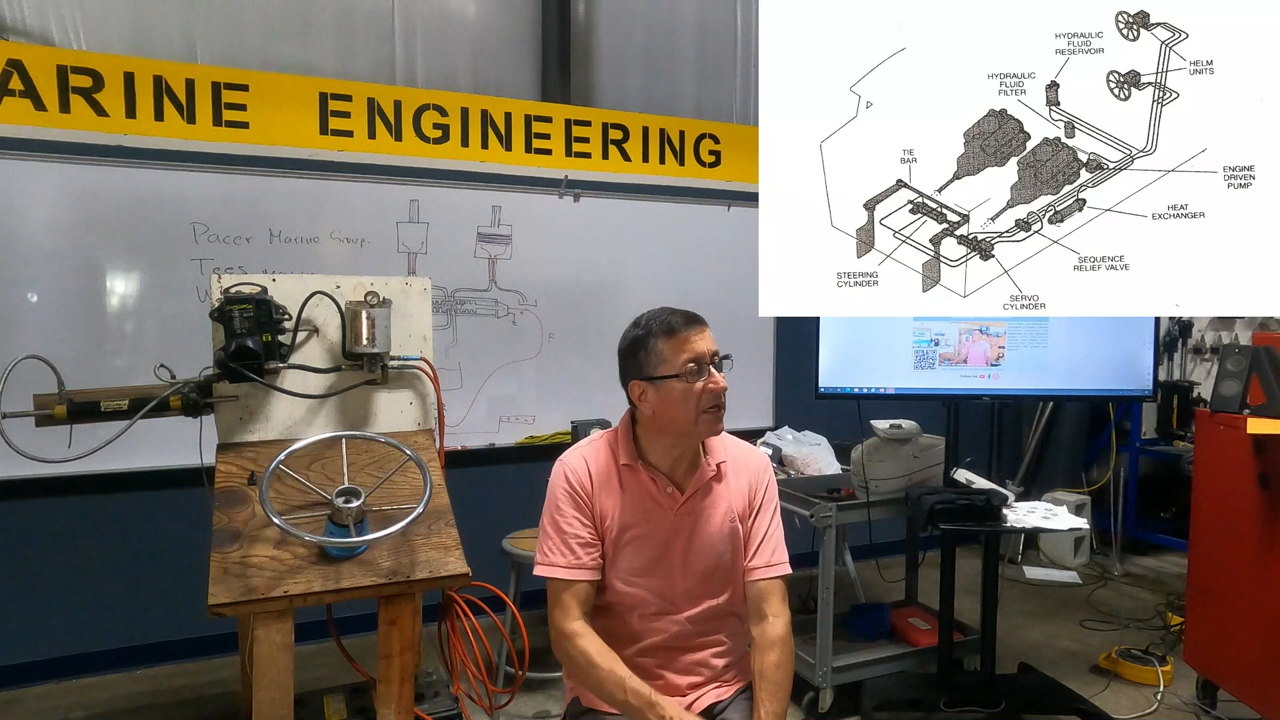 ARINE ENGINEERING
Pacer Marine Group.
Tees
W
HYDRAULIC
FLUID
RESERVOIR
HYDRAULIC
FLUID
FILTER
HELM
UNITS
TIE
BAR
ENGINE
DRIVEN
PUMP
HEAT
EXCHANGER
SEQUENCE
RELIEF VALVE
STEERING
CYLINDER
SERVO
CYLINDER